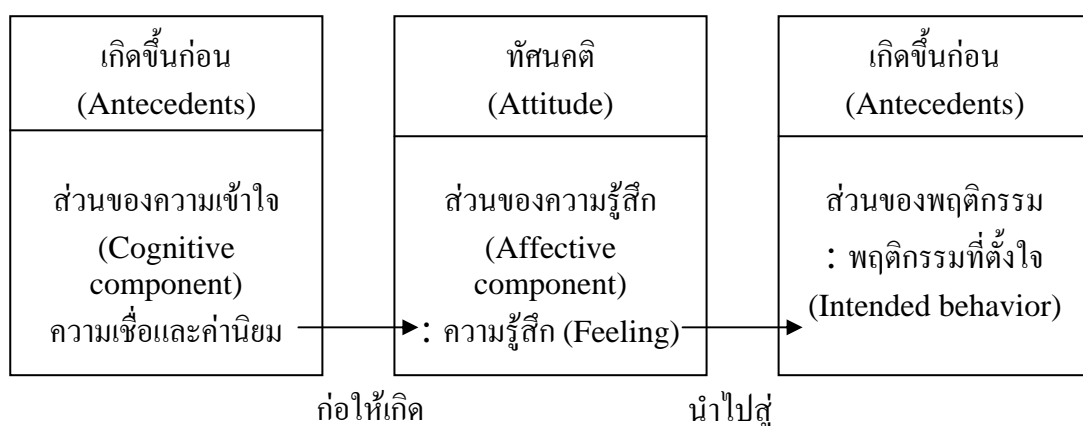 เกิดขึ้นก่อน
(Antecedents)
ส่วนของความเข้าใจ
(Cognitive
component)
ความเชื่อและค่านิยม
ทัศนคติ
(Attitude)
ส่วนของความรู้สึก
(Affective
component)
: ความรู้สึก (Feeling)
เกิดขึ้นก่อน
(Antecedents)
ส่วนของพฤติกรรม
: พฤติกรรมที่ตั้งใจ
(Intended behavior)
ก่อให้เกิด
นำไปสู่